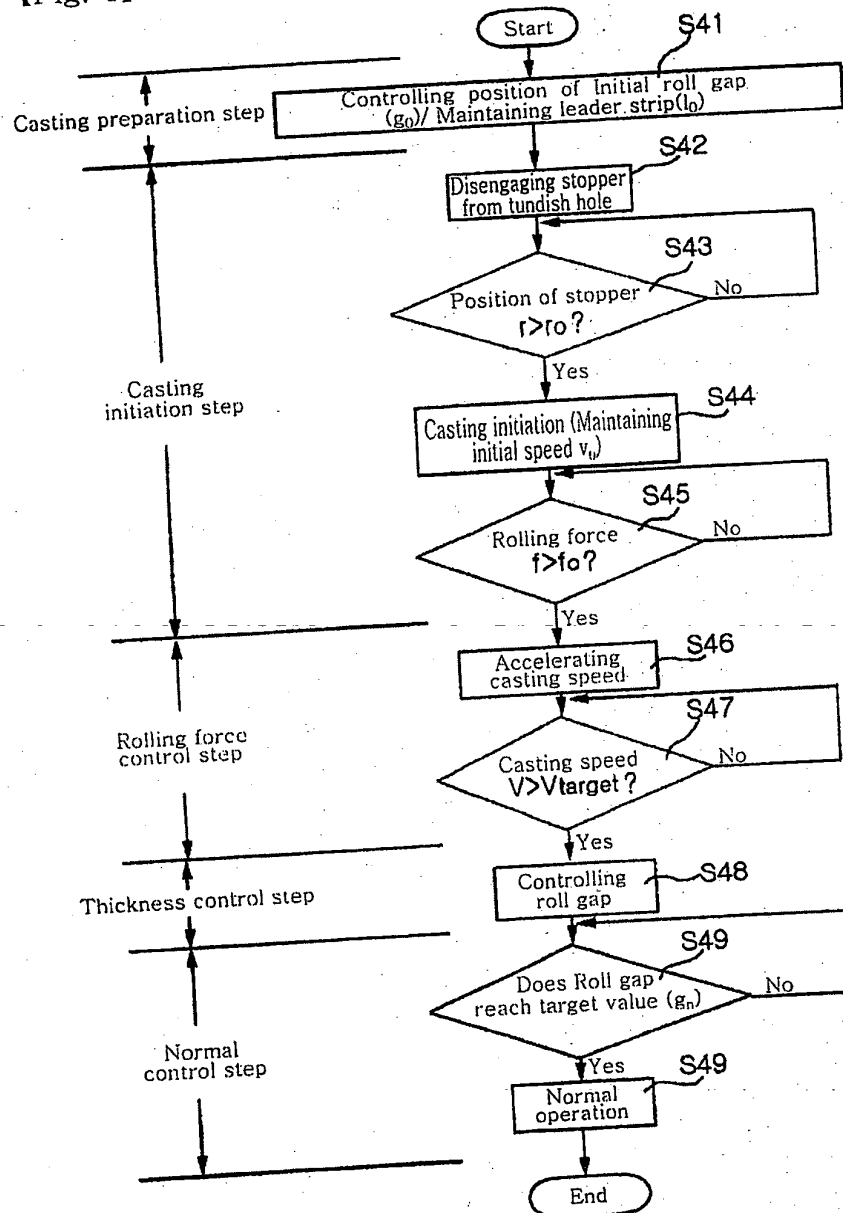 Start
S41
Controlling position of Initial roll gap
(g₀)/ Maintaining leader strip(l₀)
Casting preparation step
S42
Disengaging stopper
from tundish hole
S43
Position of stopper
r>ro?
No
Yes
Casting
initiation step
S44
Casting initiation (Maintaining
initial speed v₀)
S45
Rolling force
f>fo?
No
Yes
S46
Accelerating
casting speed
S47
Casting speed
V>Vtarget?
No
Rolling force
control step
Yes
S48
Controlling
roll gap
Thickness control step
S49
Does Roll gap
reach target value (gₙ)
No
Yes
Normal
control step
S49
Normal
operation
End